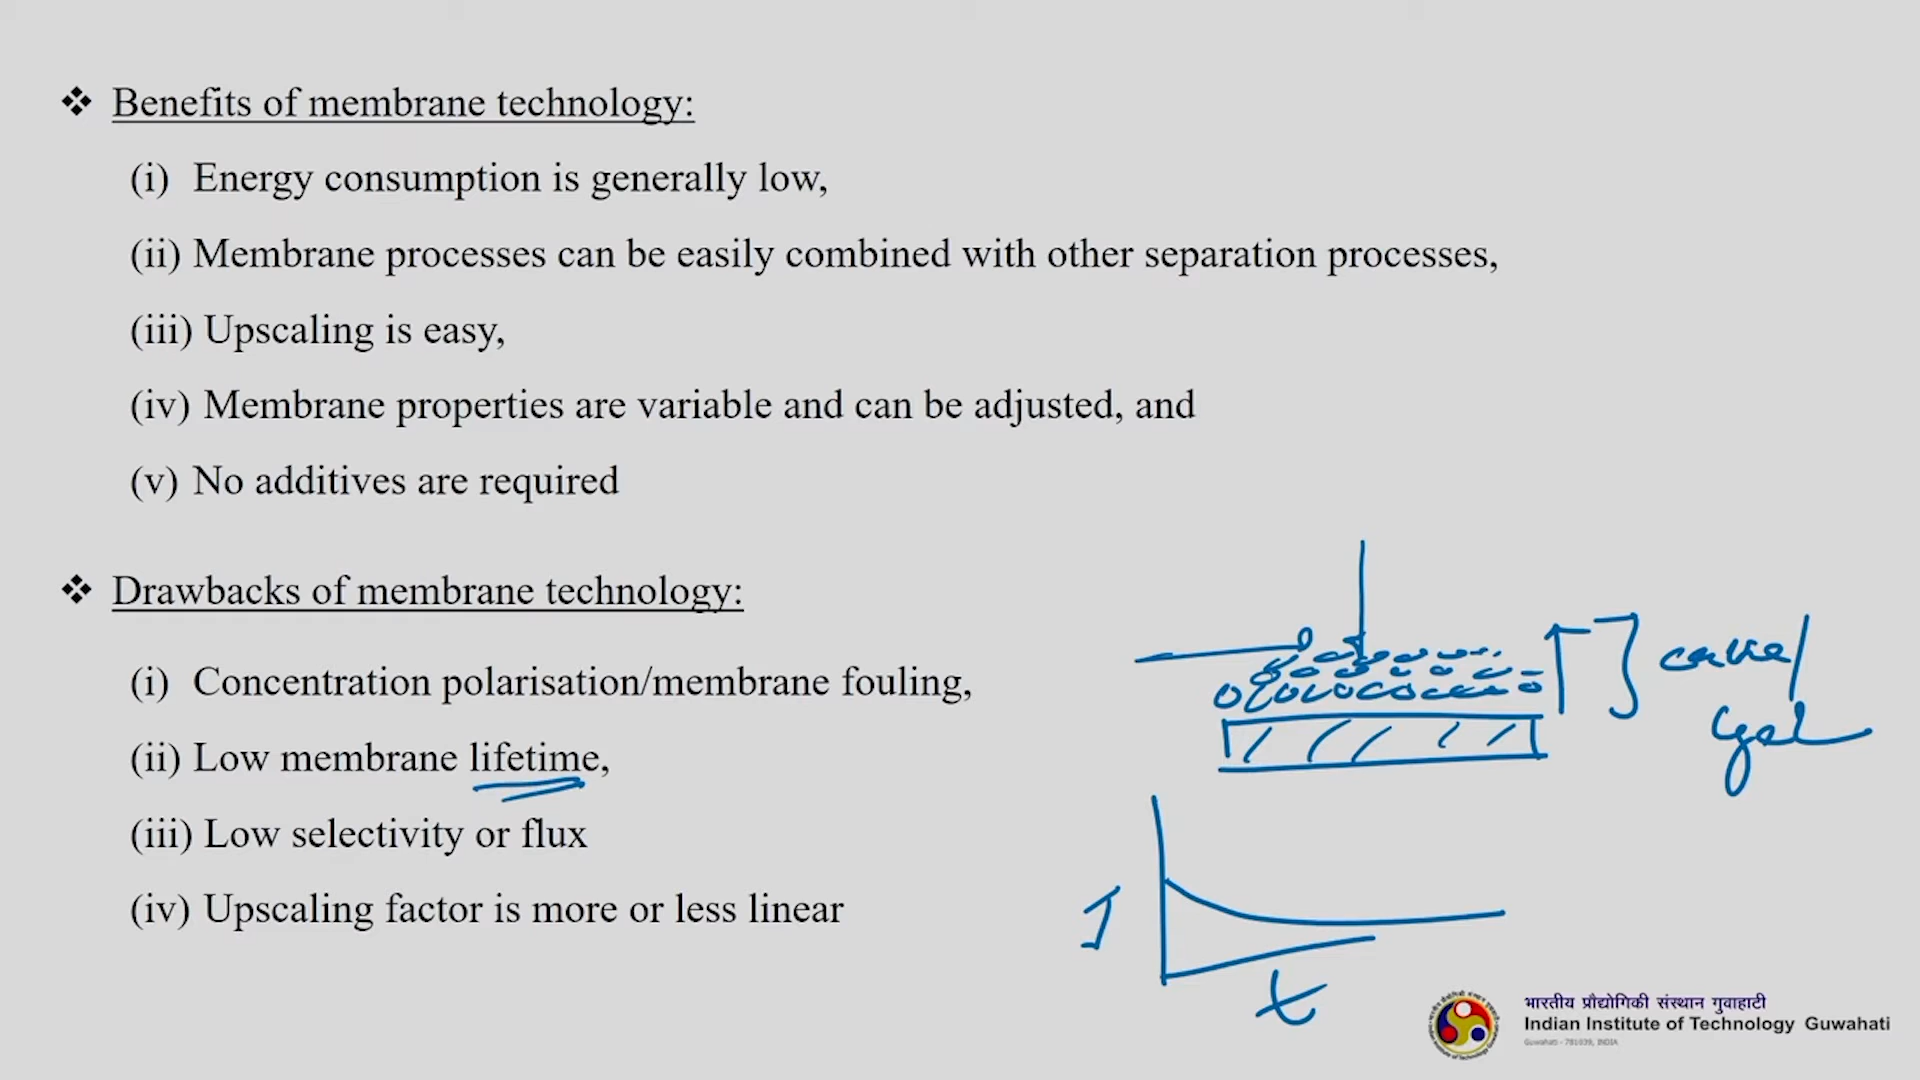 ❖ Benefits of membrane technology:
(i) Energy consumption is generally low,
(ii) Membrane processes can be easily combined with other separation processes,
(iii) Upscaling is easy,
(iv) Membrane properties are variable and can be adjusted, and
(v) No additives are required
❖ Drawbacks of membrane technology:
(i) Concentration polarisation/membrane fouling,
(ii) Low membrane lifetime,
(iii) Low selectivity or flux
(iv) Upscaling factor is more or less linear
cake/
gel
J
t
भारतीय प्रौद्योगिकी संस्थान गुवाहाटी
Indian Institute of Technology Guwahati
Guwahati - 781039, INDIA